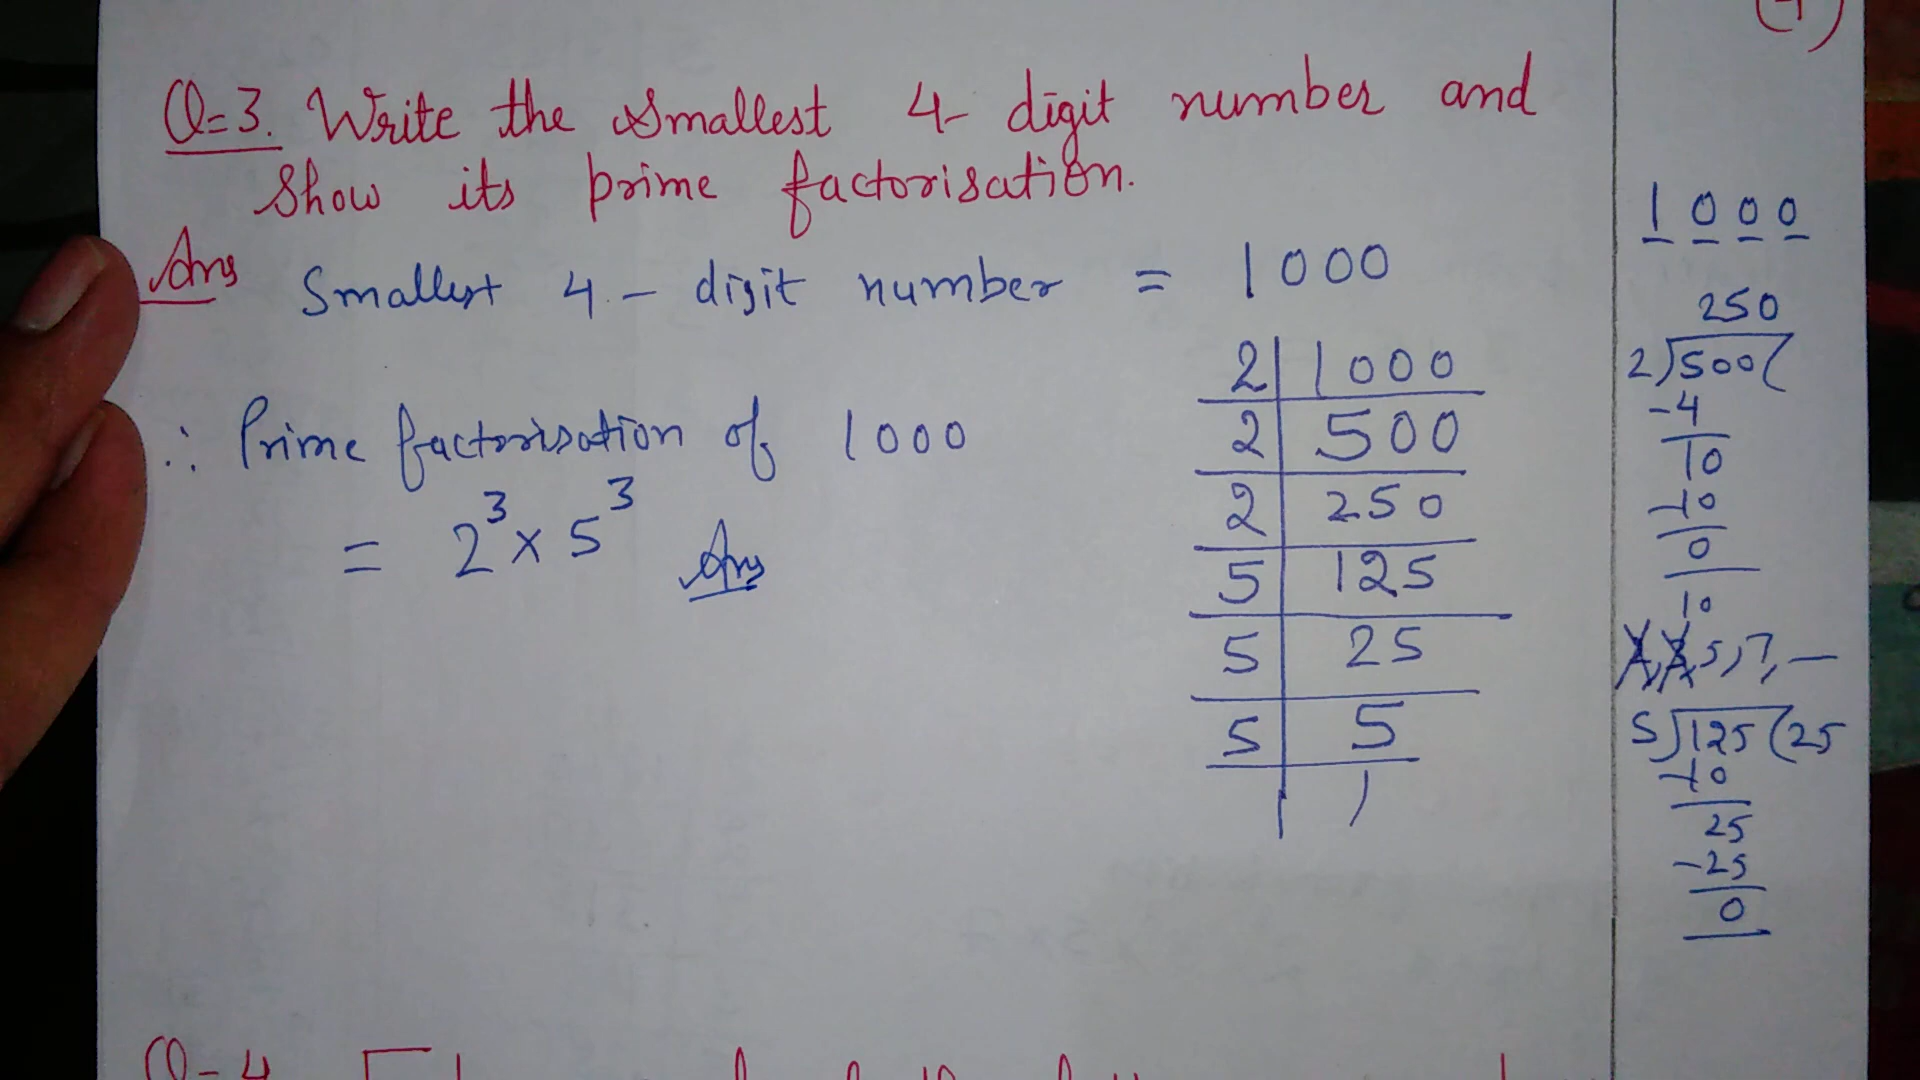 Q=3. Write the smallest 4- digit number and
Show its prime factorisation.
Ans Smallest 4 - digit number = 1000
∴ Prime factorisation of 1000
= 2³ x 5³ Ans
2 | 1000
2 | 500
2 | 250
5 | 125
5 | 25
5 | 5
1
1000
250
2)500(
-4
10
-10
0
10
5, 7, —
5)125(25
-10
25
-25
0
Q-4